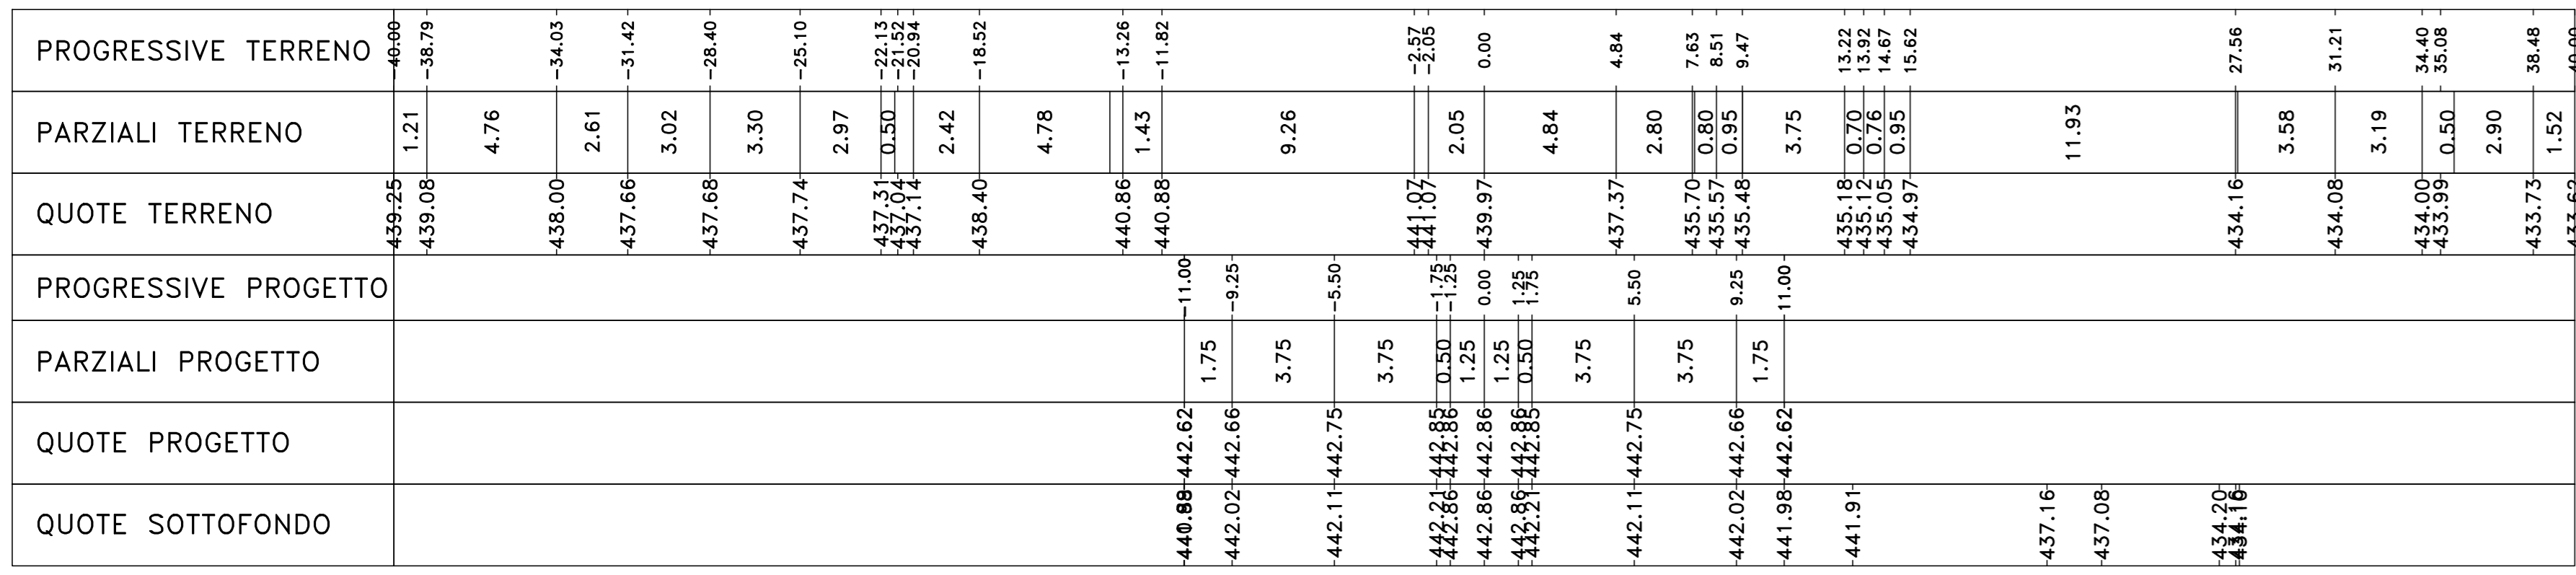 PROGRESSIVE TERRENO -40.00 -38.79 -34.03 -31.42 -28.40 -25.10 -22.13 -21.52 -20.94 -18.52 -13.26 -11.82 -2.57 -2.05 0.00 4.84 7.63 8.51 9.47 13.22 13.92 14.67 15.62 27.56 31.21 34.40 35.08 38.48
PARZIALI TERRENO 1.21 4.76 2.61 3.02 3.30 2.97 0.50 2.42 4.78 1.43 9.26 2.05 4.84 2.80 0.80 0.95 3.75 0.70 0.76 0.95 11.93 3.58 3.19 0.50 2.90 1.52
QUOTE TERRENO 439.25 439.08 438.00 437.66 437.68 437.74 437.31 437.04 437.14 438.40 440.86 440.88 441.07 441.07 439.97 437.37 435.70 435.57 435.48 435.18 435.12 435.05 434.97 434.16 434.08 434.00 433.99 433.73
PROGRESSIVE PROGETTO -11.00 -9.25 -5.50 -1.75 -1.25 0.00 1.25 1.75 5.50 9.25 11.00
PARZIALI PROGETTO 1.75 3.75 3.75 0.50 1.25 1.25 0.50 3.75 3.75 1.75
QUOTE PROGETTO 442.62 442.66 442.75 442.85 442.86 442.86 442.86 442.85 442.75 442.66 442.62
QUOTE SOTTOFONDO 442.02 442.11 442.21 442.86 442.86 442.86 442.21 442.11 442.02 441.98 441.91 437.16 437.08 434.20